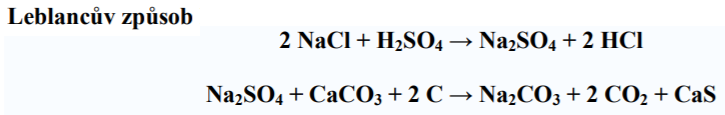 Leblancův způsob
2 NaCl + H₂SO₄ → Na₂SO₄ + 2 HCl
Na₂SO₄ + CaCO₃ + 2 C → Na₂CO₃ + 2 CO₂ + CaS